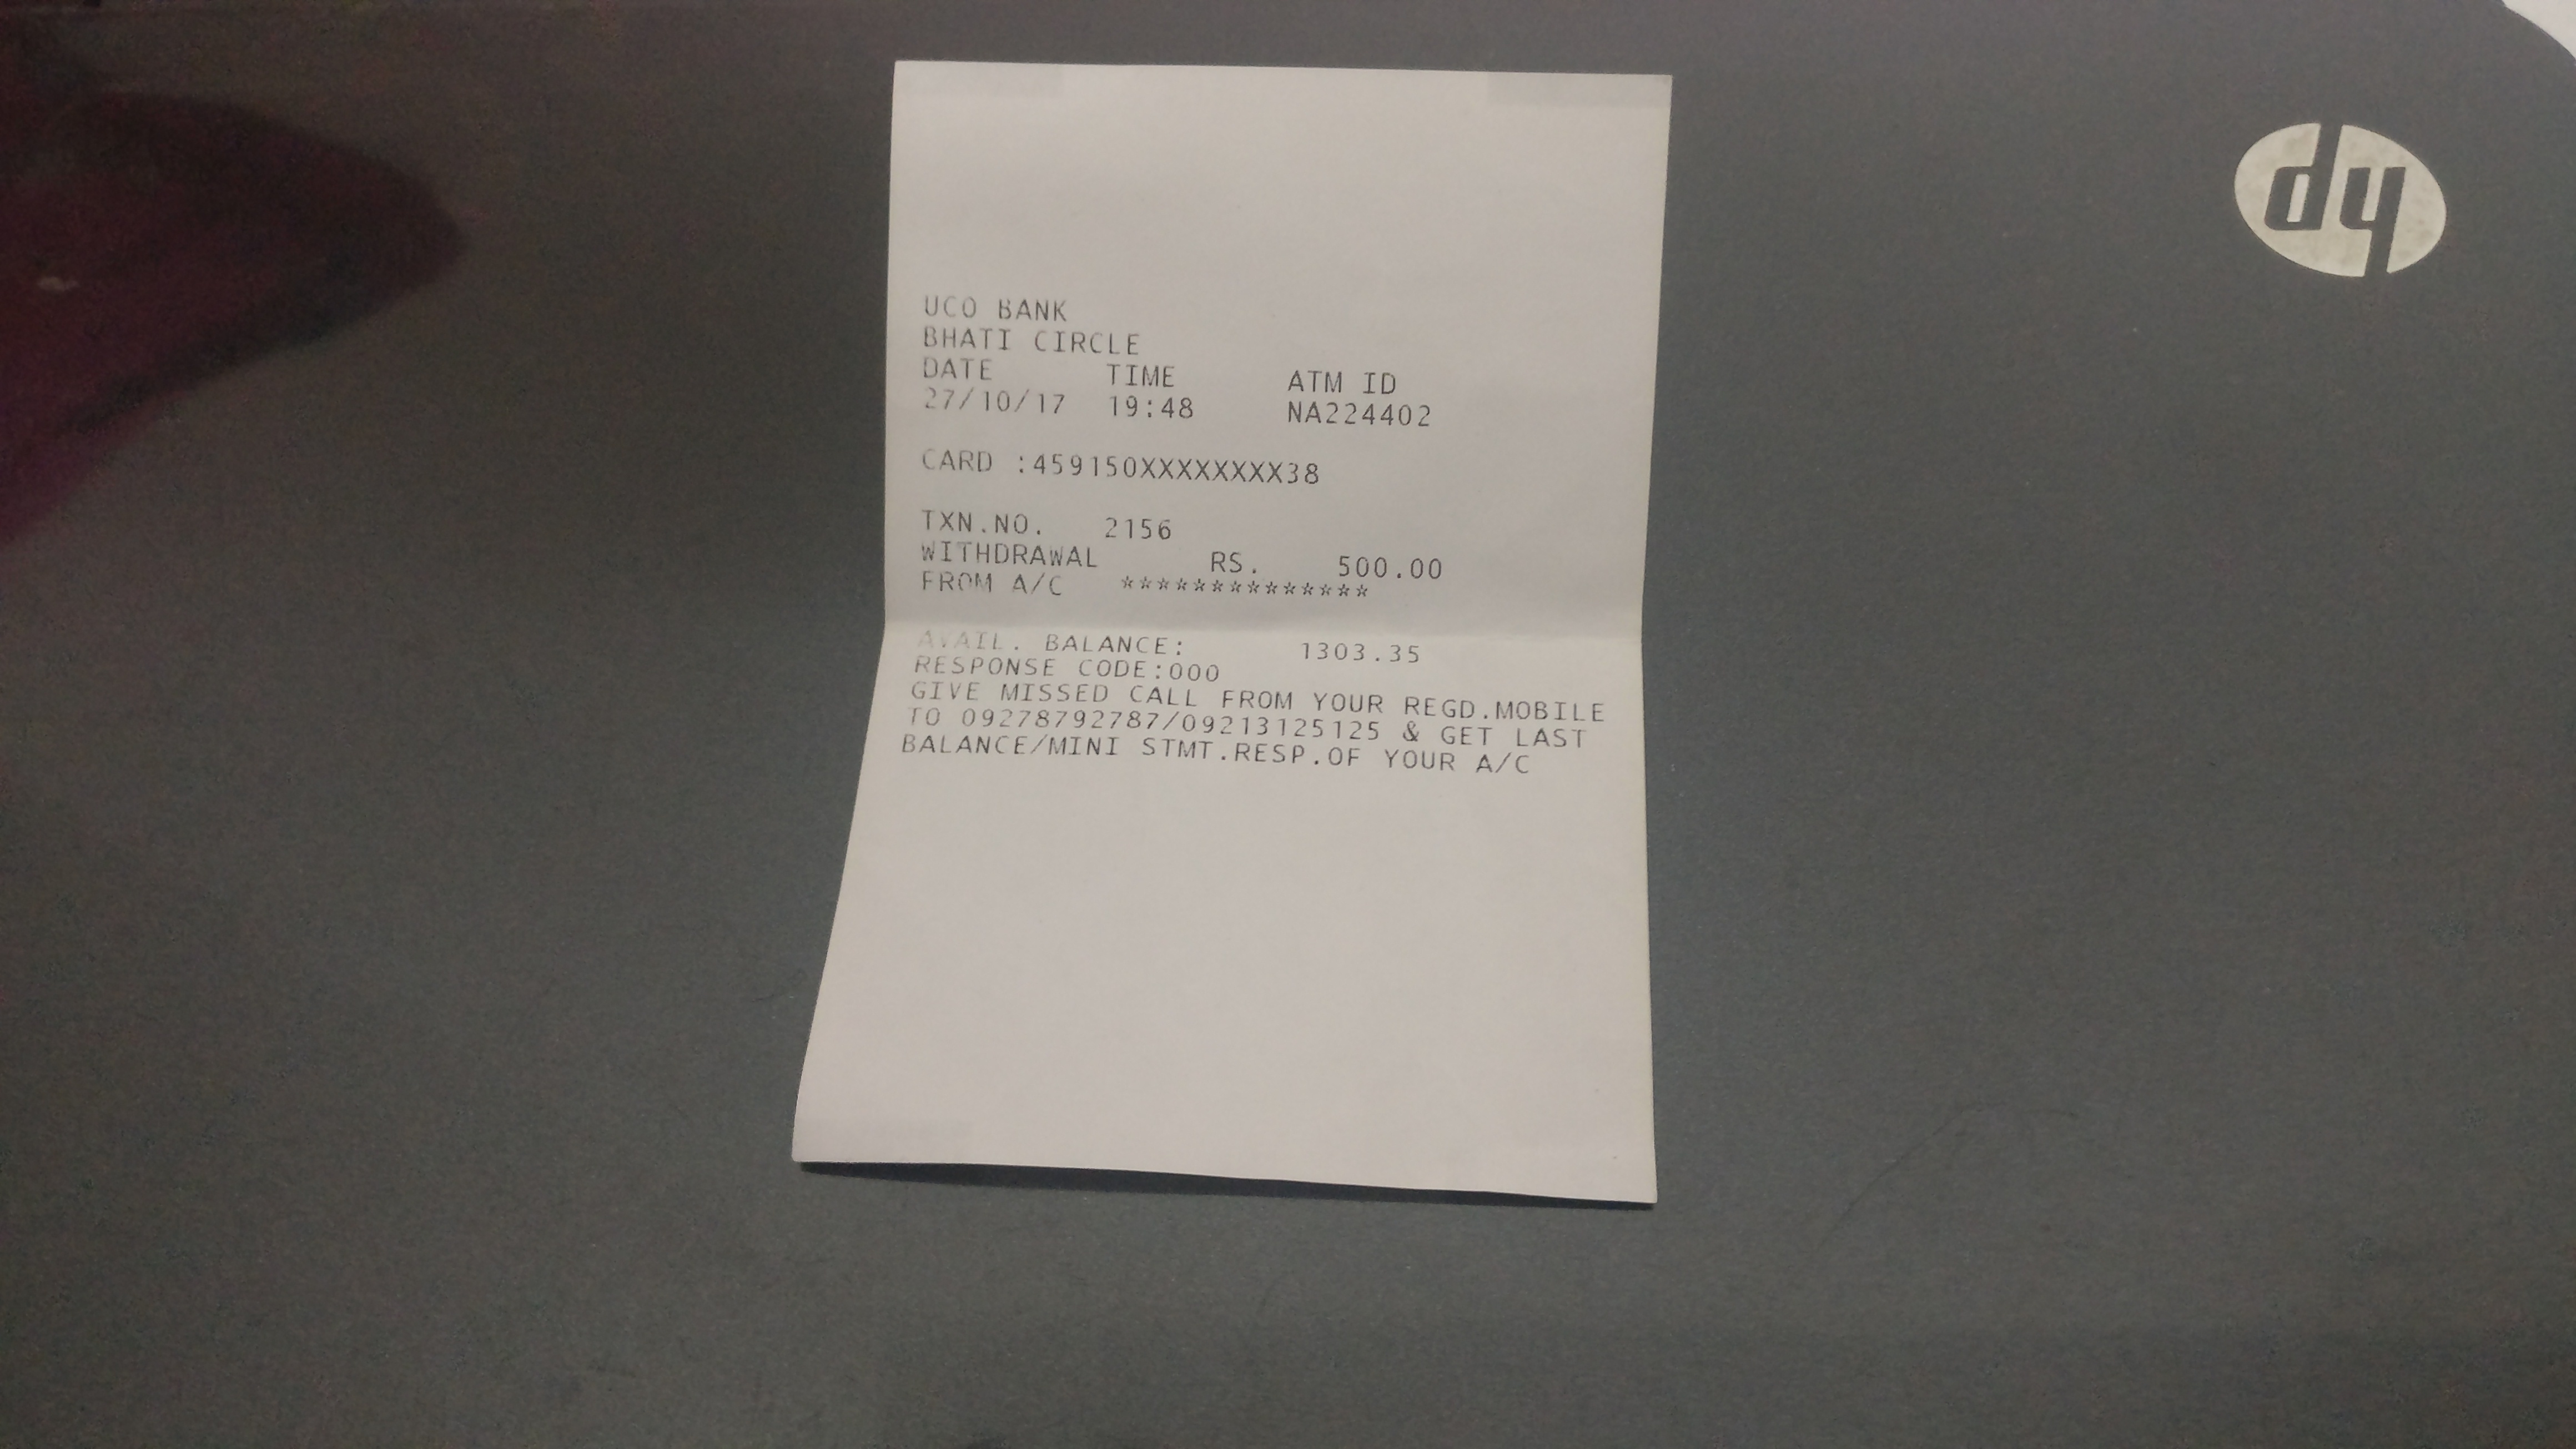 UCO BANK
BHATI CIRCLE
DATE TIME ATM ID
27/10/17 19:48 NA224402
CARD :459150XXXXXXXX38
TXN.NO. 2156
WITHDRAWAL RS. 500.00
FROM A/C **************
AVAIL. BALANCE: 1303.35
RESPONSE CODE:000
GIVE MISSED CALL FROM YOUR REGD.MOBILE
TO 09278792787/09213125125 & GET LAST
BALANCE/MINI STMT.RESP.OF YOUR A/C
hp